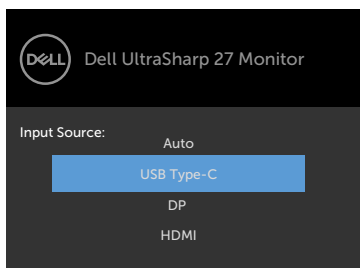 DELL
Dell UltraSharp 27 Monitor
Input Source:
Auto
USB Type-C
DP
HDMI